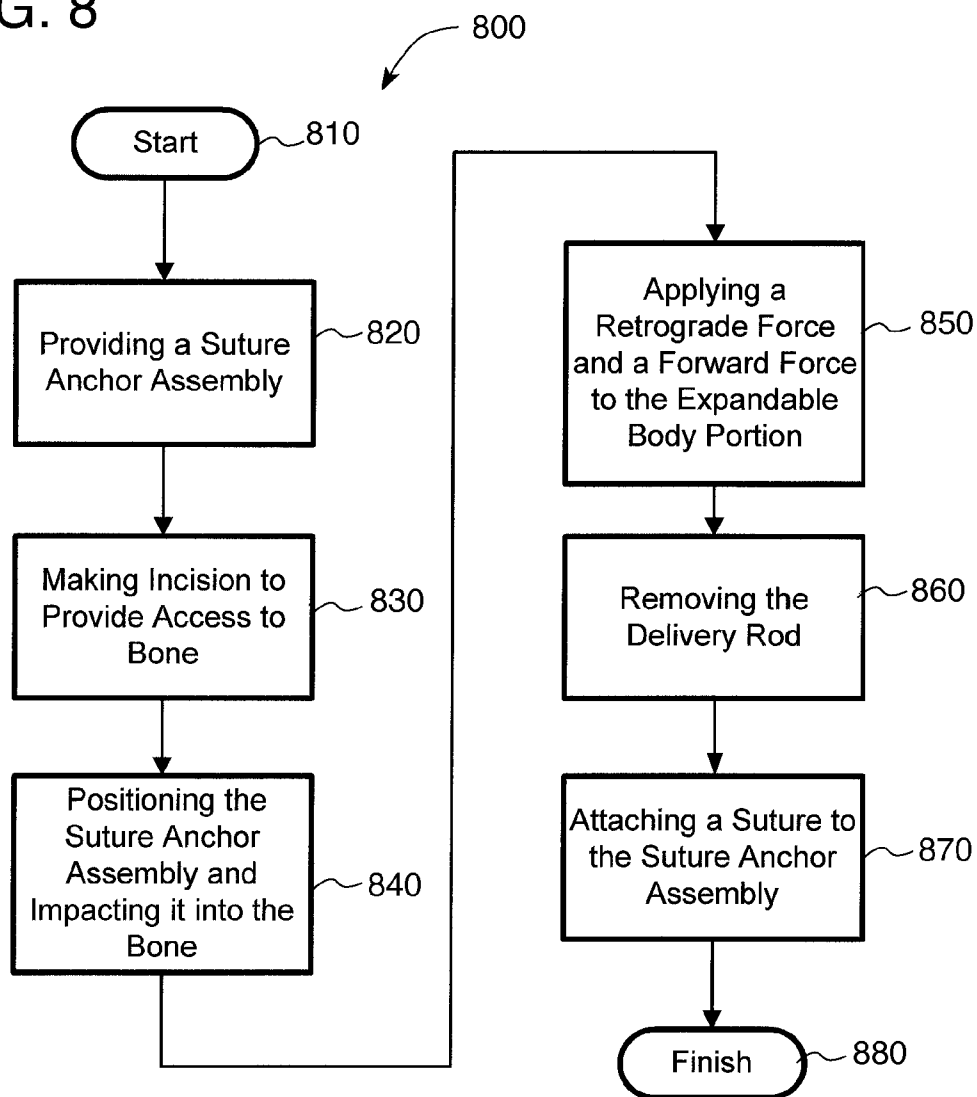 G. 8
800
Start
810
Providing a Suture
Anchor Assembly
820
Making Incision to
Provide Access to
Bone
830
Positioning the
Suture Anchor
Assembly and
Impacting it into the
Bone
840
Applying a
Retrograde Force
and a Forward Force
to the Expandable
Body Portion
850
Removing the
Delivery Rod
860
Attaching a Suture to
the Suture Anchor
Assembly
870
Finish
880